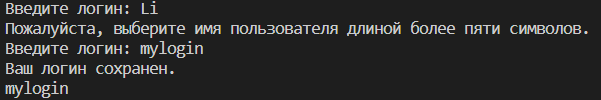 Введите логин: Li
Пожалуйста, выберите имя пользователя длиной более пяти символов.
Введите логин: mylogin
Ваш логин сохранен.
mylogin